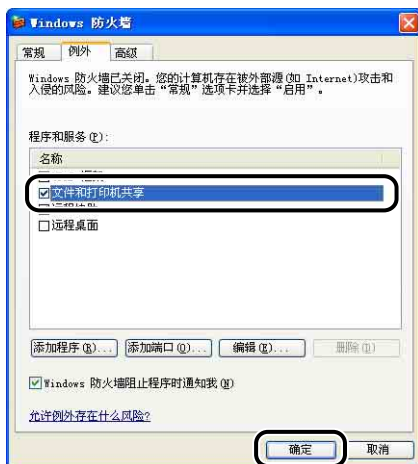 Windows 防火墙
常规 例外 高级
Windows 防火墙已关闭。您的计算机存在被外部源(如 Internet)攻击和
入侵的风险。建议您单击“常规”选项卡并选择“启用”。
程序和服务(P):
名称
文件和打印机共享
远程协助
远程桌面
添加程序(R)... 添加端口(O)... 编辑(E)... 删除(D)
Windows 防火墙阻止程序时通知我(N)
允许例外存在什么风险?
确定 取消